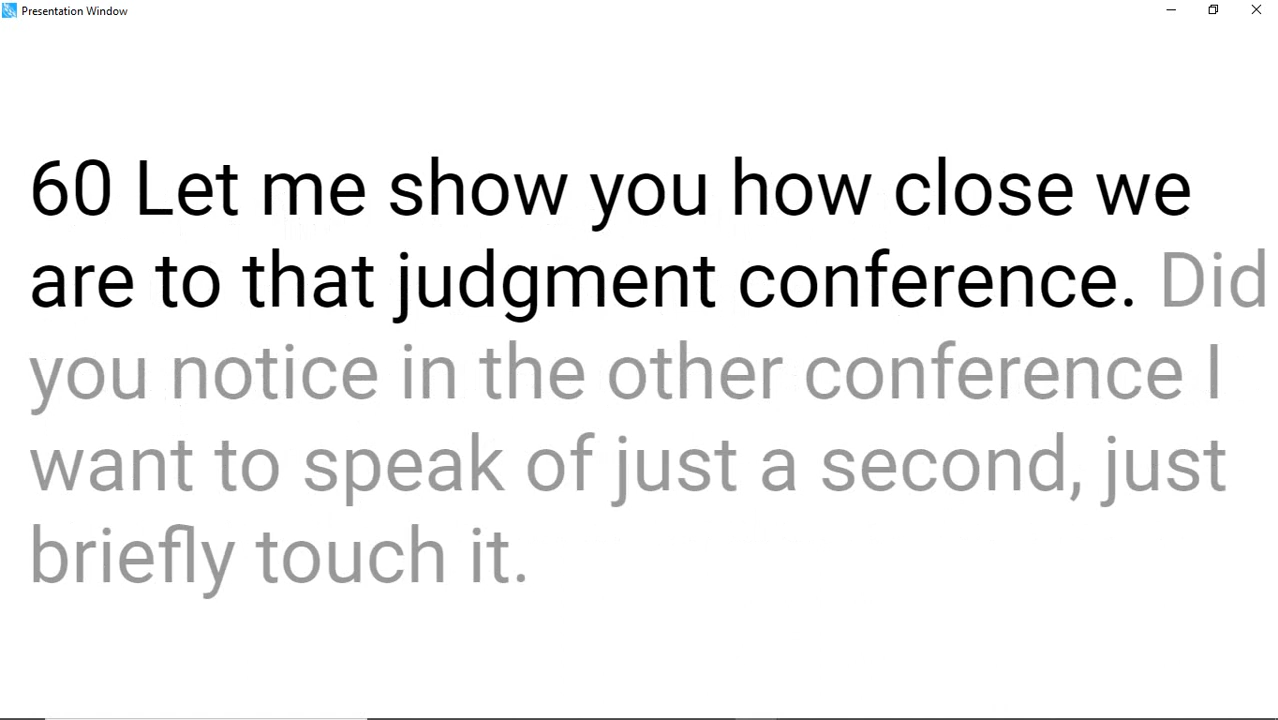 Presentation Window
60 Let me show you how close we
are to that judgment conference. Did
you notice in the other conference I
want to speak of just a second, just
briefly touch it.